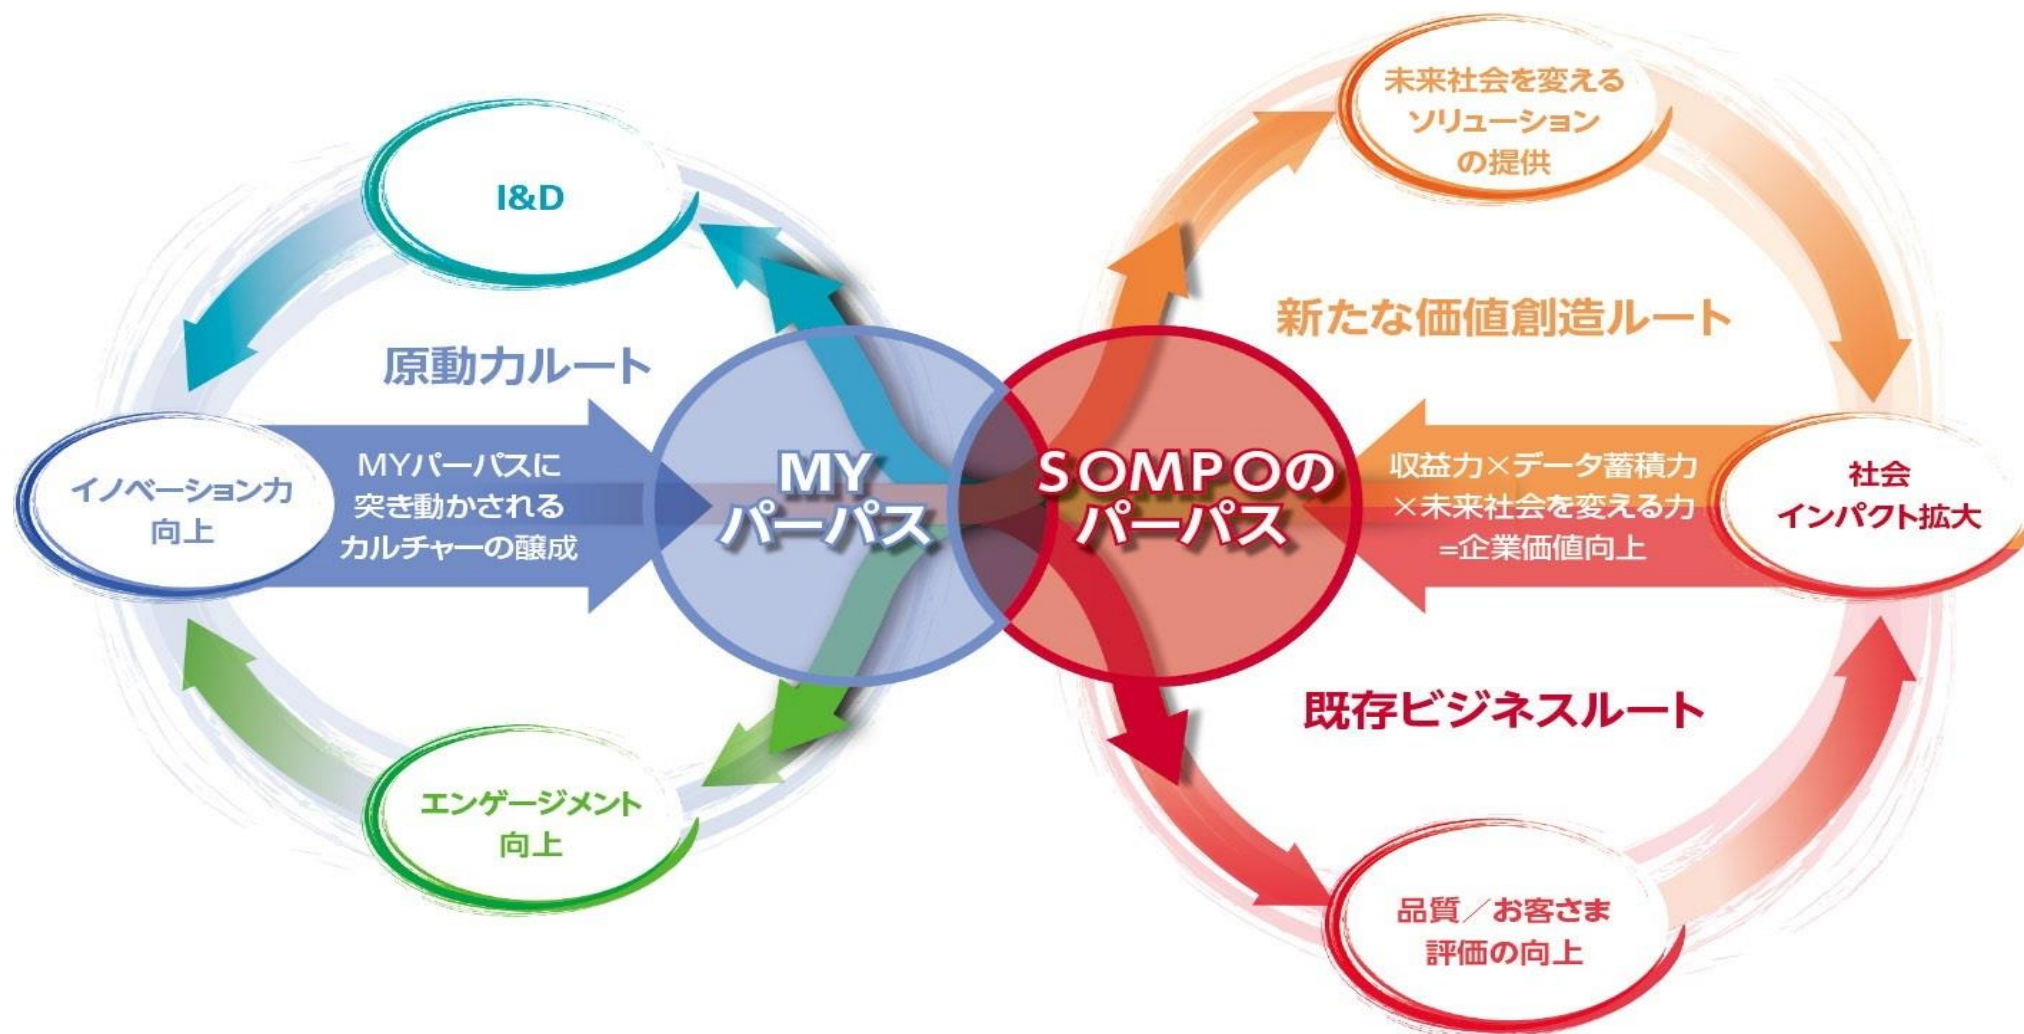 I&D
原動力ルート
イノベーション力
向上
MYパーパスに
突き動かされる
カルチャーの醸成
エンゲージメント
向上
MY
パーパス
SOMPOの
パーパス
未来社会を変える
ソリューション
の提供
新たな価値創造ルート
収益力×データ蓄積力
×未来社会を変える力
=企業価値向上
社会
インパクト拡大
既存ビジネスルート
品質／お客さま
評価の向上